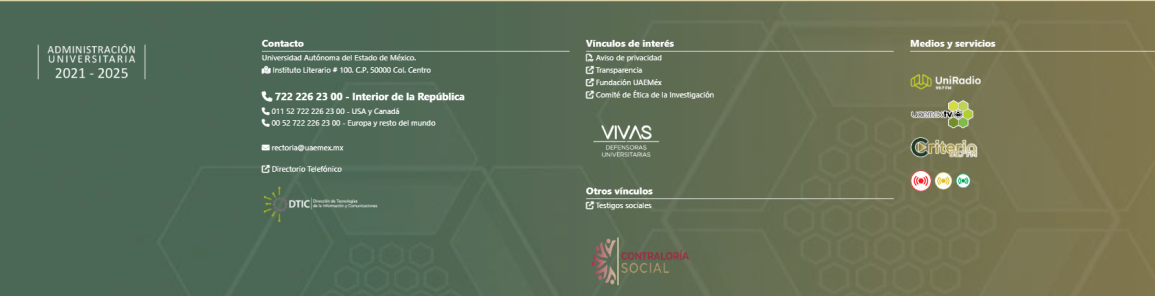 ADMINISTRACIÓN
UNIVERSITARIA
2021 - 2025
Contacto
Universidad Autónoma del Estado de México.
Instituto Literario # 100. C.P. 50000 Col. Centro
722 226 23 00 - Interior de la República
011 52 722 226 23 00 - USA y Canadá
00 52 722 226 23 00 - Europa y resto del mundo
rectoria@uaemex.mx
Directorio Telefónico
DTIC Dirección de Tecnologías
de la Información y Comunicaciones
Vínculos de interés
Aviso de privacidad
Transparencia
Fundación UAEMéx
Comité de Ética de la Investigación
VIVAS
DEFENSORAS
UNIVERSITARIAS
Otros vínculos
Testigos sociales
CONTRALORÍA
SOCIAL
Medios y servicios
UniRadio
99.7 FM
uaemextv
Criterio